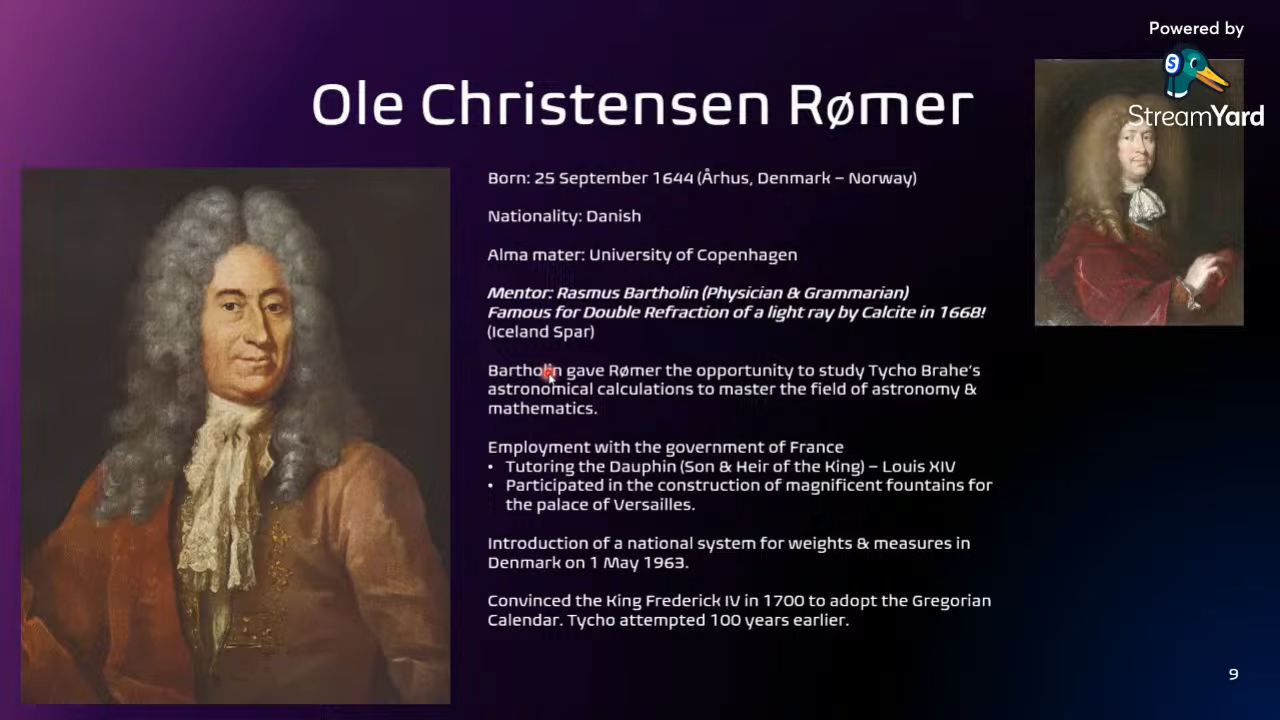 Powered by
StreamYard
Ole Christensen Rømer
Born: 25 September 1644 (Århus, Denmark – Norway)
Nationality: Danish
Alma mater: University of Copenhagen
Mentor: Rasmus Bartholin (Physician & Grammarian)
Famous for Double Refraction of a light ray by Calcite in 1668!
(Iceland Spar)
Bartholin gave Rømer the opportunity to study Tycho Brahe's
astronomical calculations to master the field of astronomy &
mathematics.
Employment with the government of France
• Tutoring the Dauphin (Son & Heir of the King) – Louis XIV
• Participated in the construction of magnificent fountains for
the palace of Versailles.
Introduction of a national system for weights & measures in
Denmark on 1 May 1963.
Convinced the King Frederick IV in 1700 to adopt the Gregorian
Calendar. Tycho attempted 100 years earlier.
9